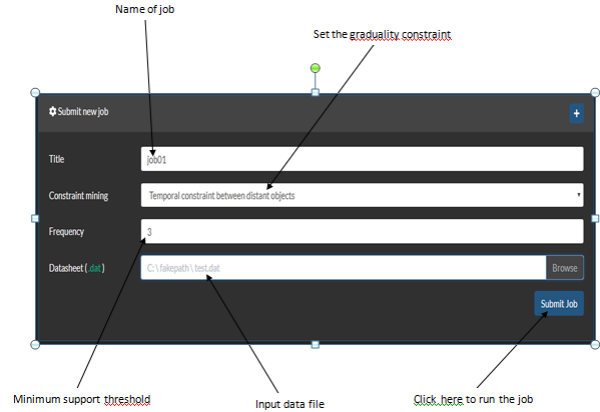 Name of job
Set the graduality constraint
Submit new job
+
Title
job01
Constraint mining
Temporal constraint between distant objects
Frequency
3
Datasheet (.dat)
C:\fakepath\test.dat
Browse
Submit Job
Minimum support threshold
Input data file
Click here to run the job